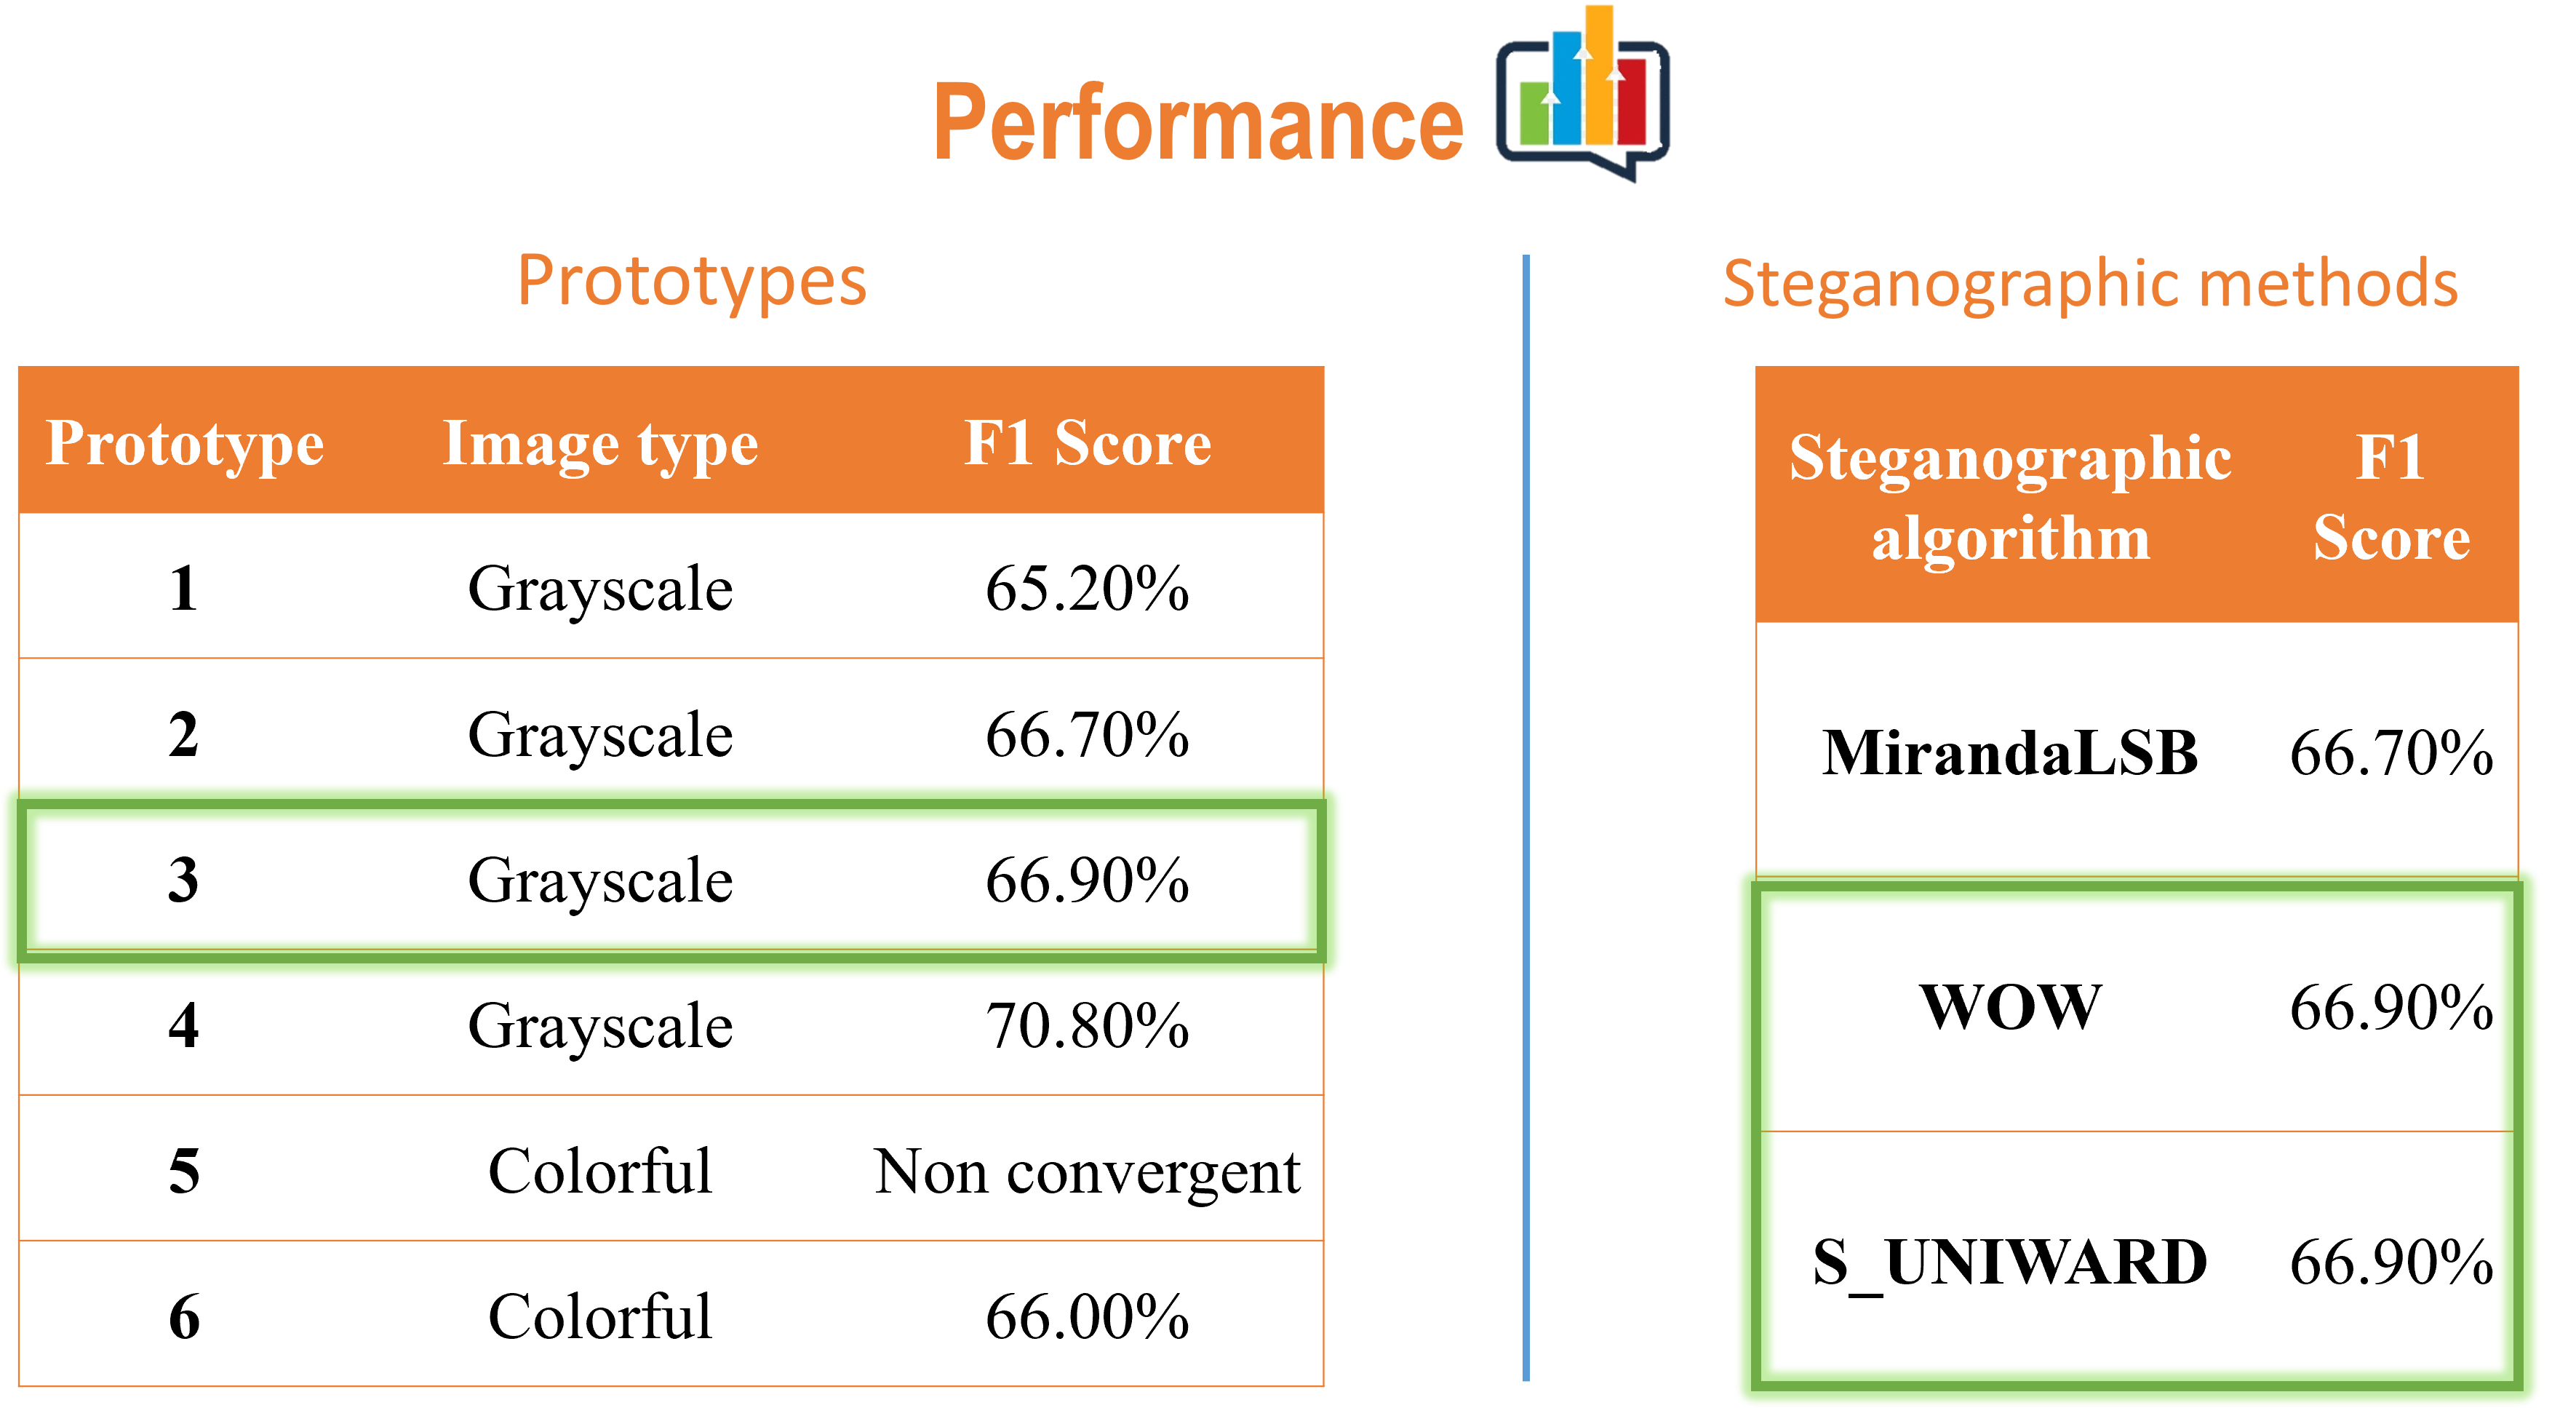 Performance
Prototypes
Prototype Image type F1 Score
1 Grayscale 65.20%
2 Grayscale 66.70%
3 Grayscale 66.90%
4 Grayscale 70.80%
5 Colorful Non convergent
6 Colorful 66.00%
Steganographic methods
Steganographic F1
algorithm Score
MirandaLSB 66.70%
WOW 66.90%
S_UNIWARD 66.90%